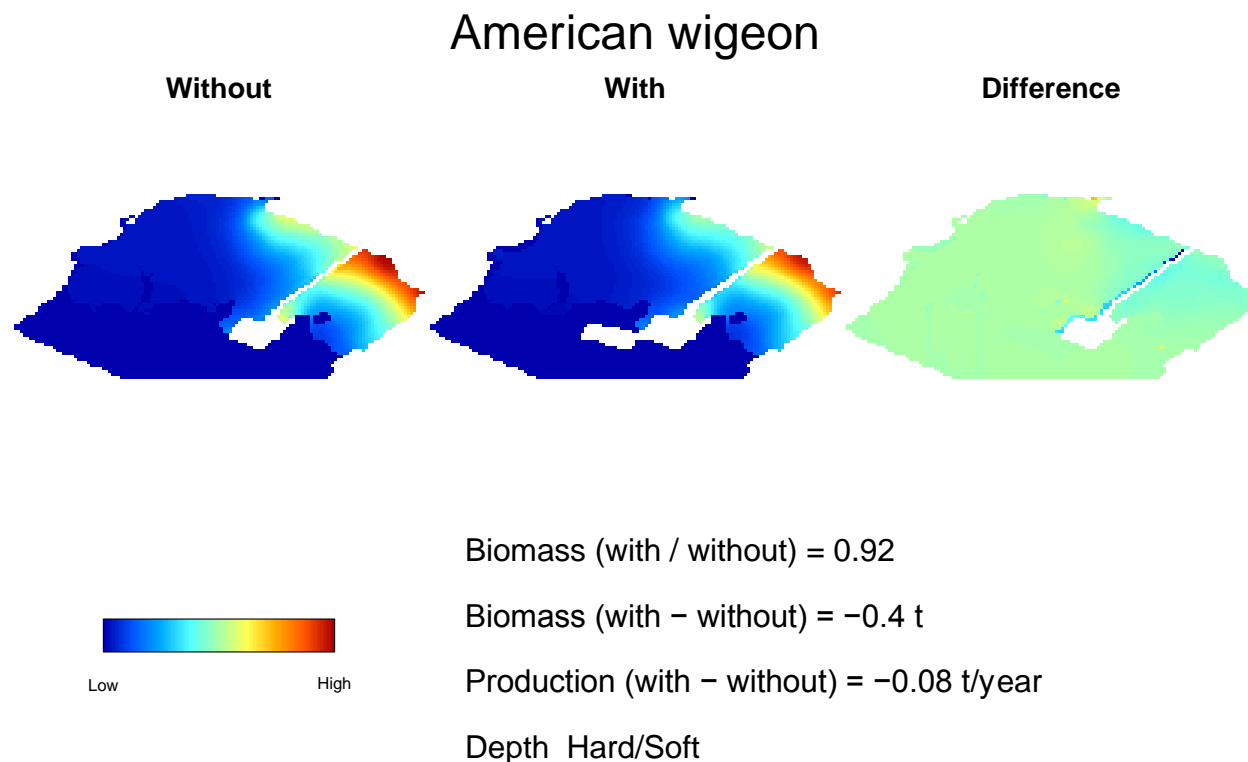 American wigeon
Without With Difference
Biomass (with / without) = 0.92
Biomass (with − without) = −0.4 t
Low High
Production (with − without) = −0.08 t/year
Depth Hard/Soft